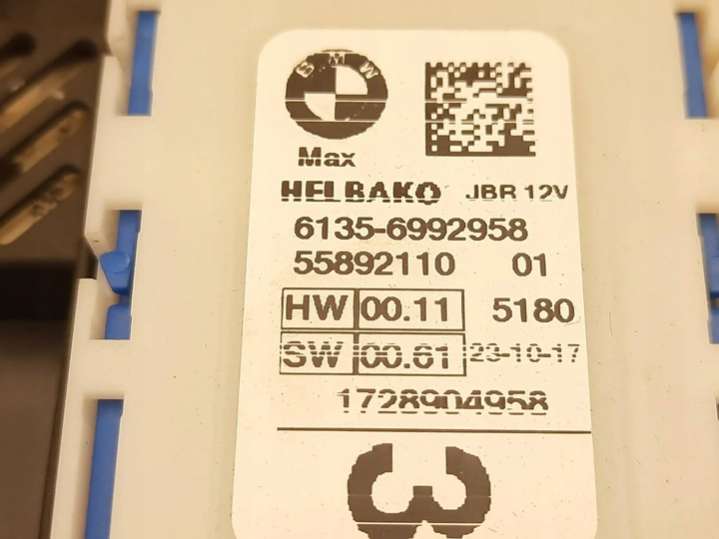 BMW
Max
HELBAKO JBR 12V
6135-6992958
55892110 01
HW 00.11 5180
SW 00.61 23-10-17
1728904958
3